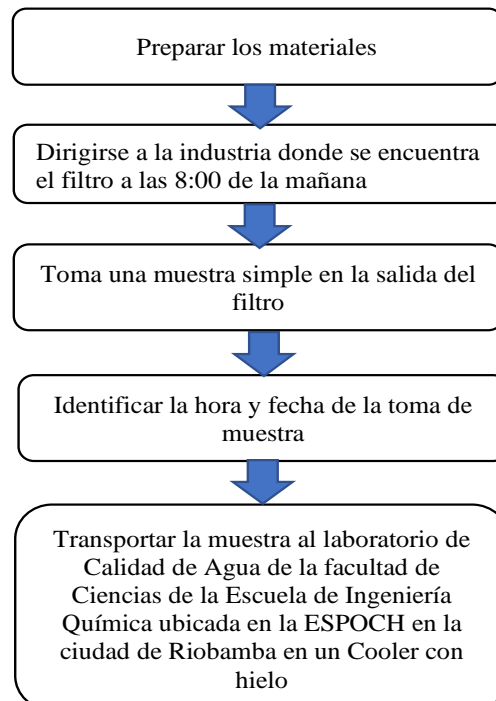 Preparar los materiales
Dirigirse a la industria donde se encuentra
el filtro a las 8:00 de la mañana
Toma una muestra simple en la salida del
filtro
Identificar la hora y fecha de la toma de
muestra
Transportar la muestra al laboratorio de
Calidad de Agua de la facultad de
Ciencias de la Escuela de Ingeniería
Química ubicada en la ESPOCH en la
ciudad de Riobamba en un Cooler con
hielo